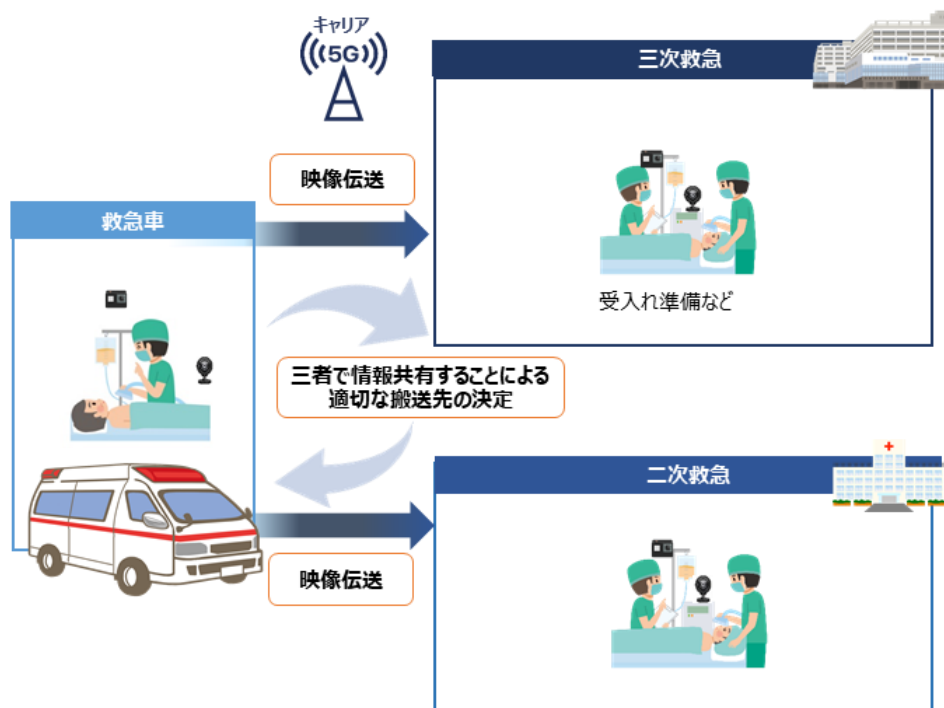 キャリア
5G
三次救急
映像伝送
救急車
受入れ準備など
三者で情報共有することによる
適切な搬送先の決定
二次救急
映像伝送